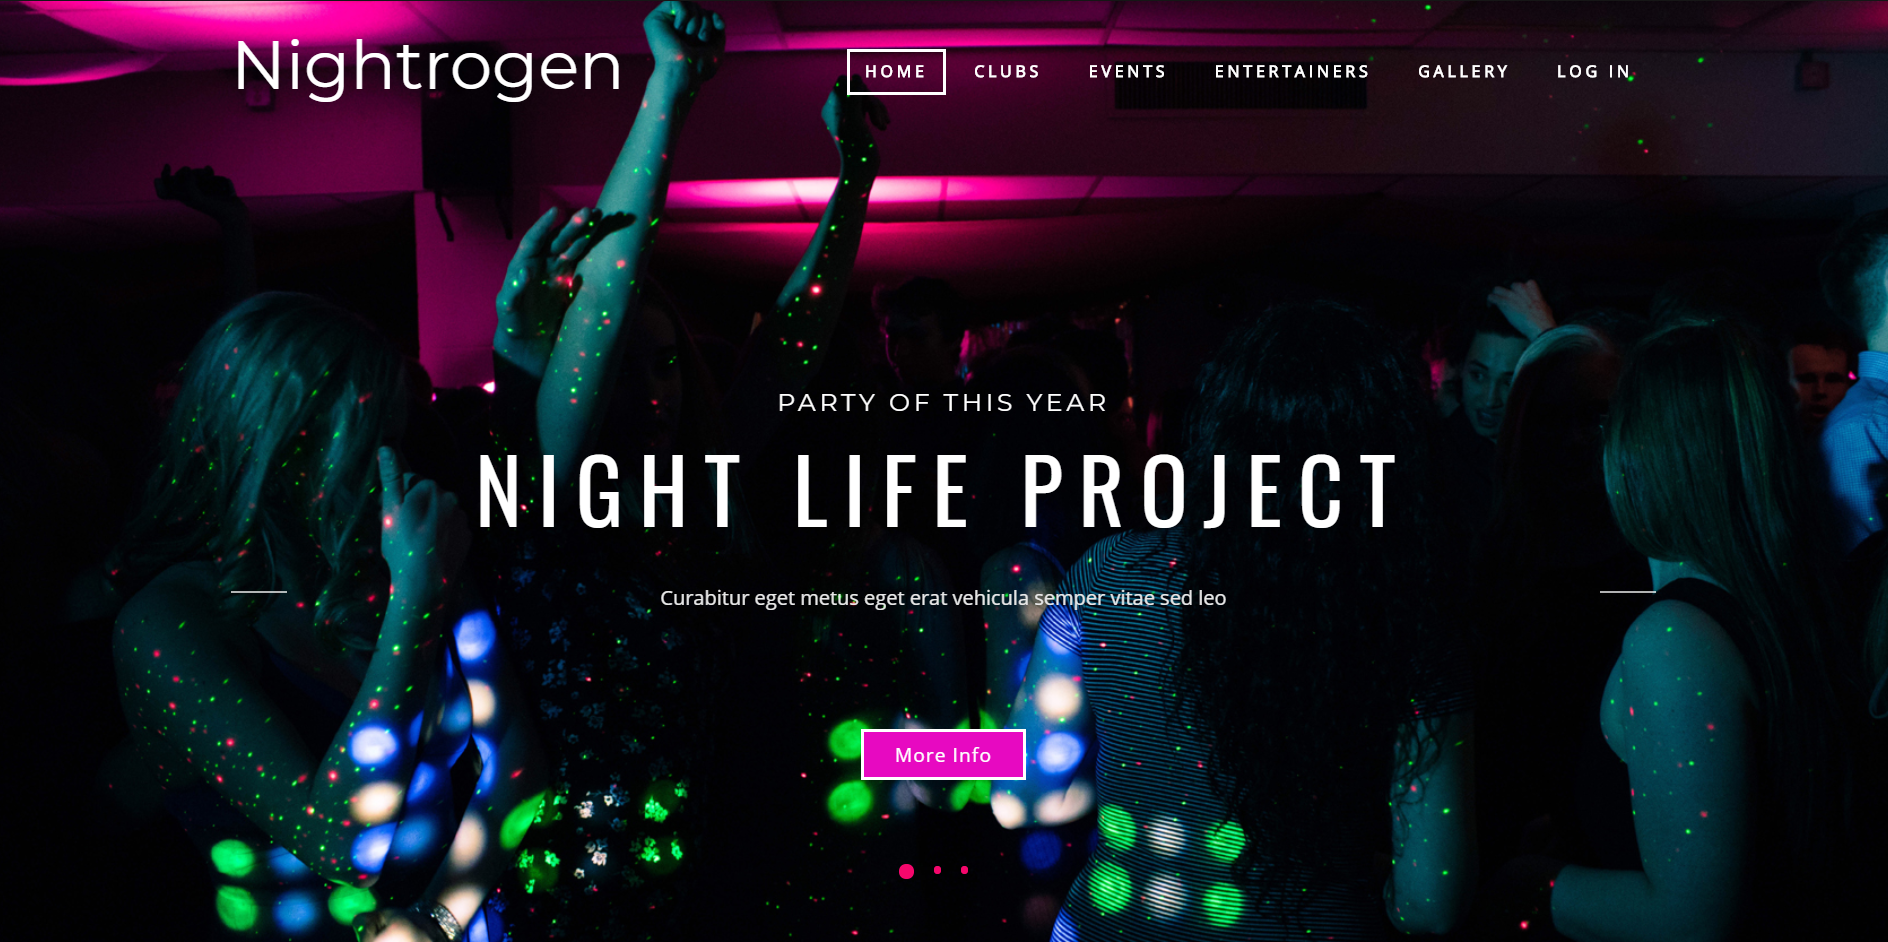 Nightrogen
HOME CLUBS EVENTS ENTERTAINERS GALLERY LOG IN
PARTY OF THIS YEAR
NIGHT LIFE PROJECT
Curabitur eget metus eget erat vehicula semper vitae sed leo
More Info